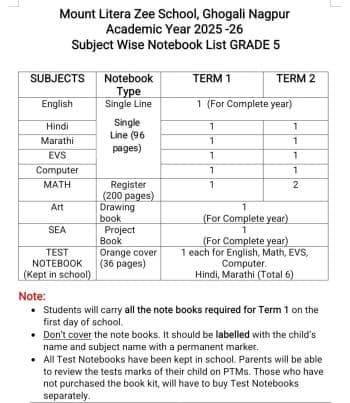 Mount Litera Zee School, Ghogali Nagpur
Academic Year 2025 -26
Subject Wise Notebook List GRADE 5
SUBJECTS Notebook Type TERM 1 TERM 2
English Single Line 1 (For Complete year)
Hindi Single Line (96 pages) 1 1
Marathi 1 1
EVS 1 1
Computer 1 1
MATH Register (200 pages) 1 2
Art Drawing book 1 (For Complete year)
SEA Project Book 1 (For Complete year)
TEST NOTEBOOK (Kept in school) Orange cover (36 pages) 1 each for English, Math, EVS, Computer. Hindi, Marathi (Total 6)
Note:
• Students will carry all the note books required for Term 1 on the
first day of school.
• Don't cover the note books. It should be labelled with the child's
name and subject name with a permanent marker.
• All Test Notebooks have been kept in school. Parents will be able
to review the tests marks of their child on PTMs. Those who have
not purchased the book kit, will have to buy Test Notebooks
separately.